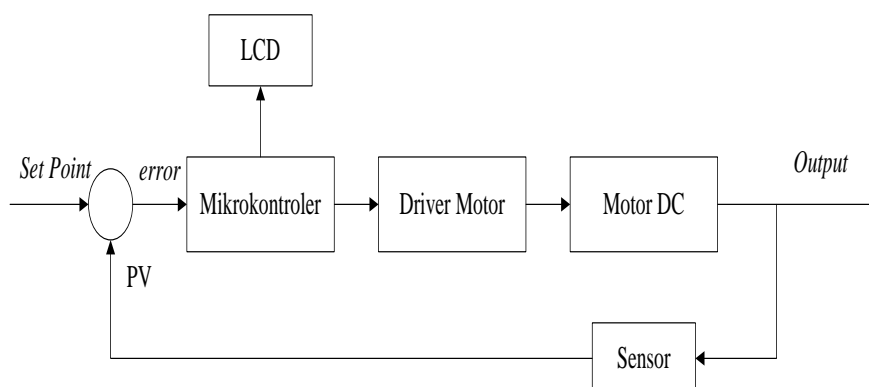 LCD
Set Point
error
Mikrokontroler
Driver Motor
Motor DC
Output
PV
Sensor